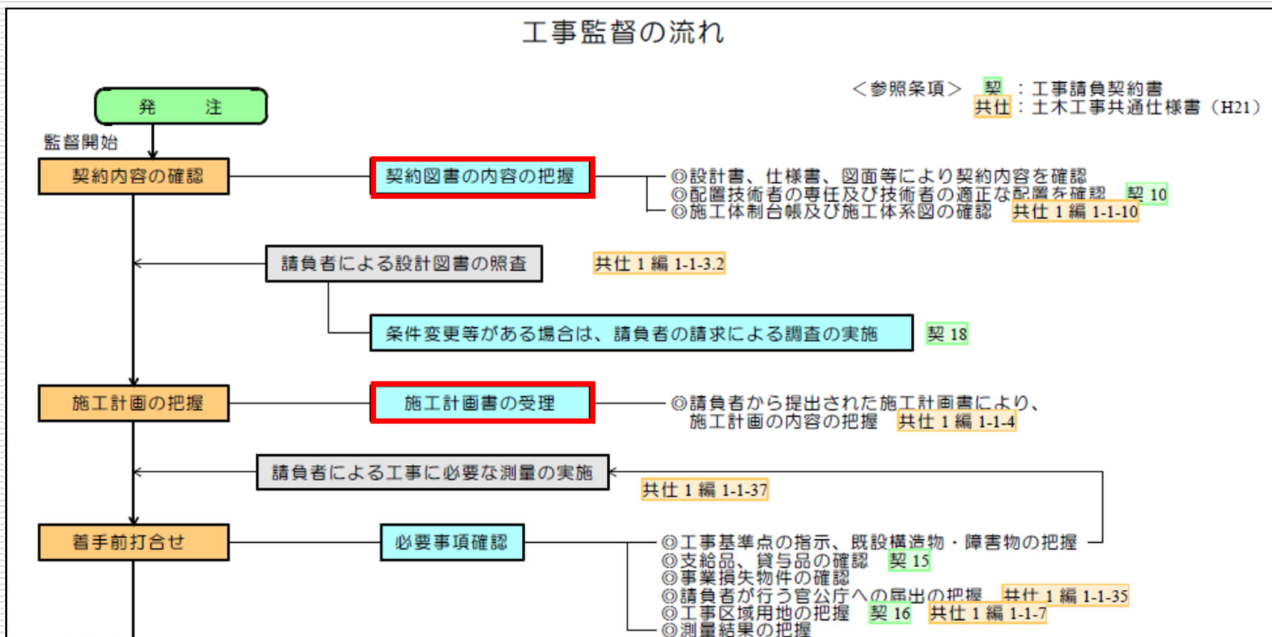 工事監督の流れ
＜参照条項＞ 契 ：工事請負契約書
共仕 ：土木工事共通仕様書（H21）
発 注
監督開始
契約内容の確認
契約図書の内容の把握
◎設計書、仕様書、図面等により契約内容を確認
◎配置技術者の専任及び技術者の適正な配置を確認 契 10
◎施工体制台帳及び施工体系図の確認 共仕 1 編 1-1-10
請負者による設計図書の照査
共仕 1 編 1-1-3.2
条件変更等がある場合は、請負者の請求による調査の実施
契 18
施工計画の把握
施工計画書の受理
◎請負者から提出された施工計画書により、
施工計画の内容の把握 共仕 1 編 1-1-4
請負者による工事に必要な測量の実施
共仕 1 編 1-1-37
着手前打合せ
必要事項確認
◎工事基準点の指示、既設構造物・障害物の把握
◎支給品、貸与品の確認 契 15
◎事業損失物件の確認
◎請負者が行う官公庁への届出の把握 共仕 1 編 1-1-35
◎工事区域用地の把握 契 16 共仕 1 編 1-1-7
◎測量結果の把握